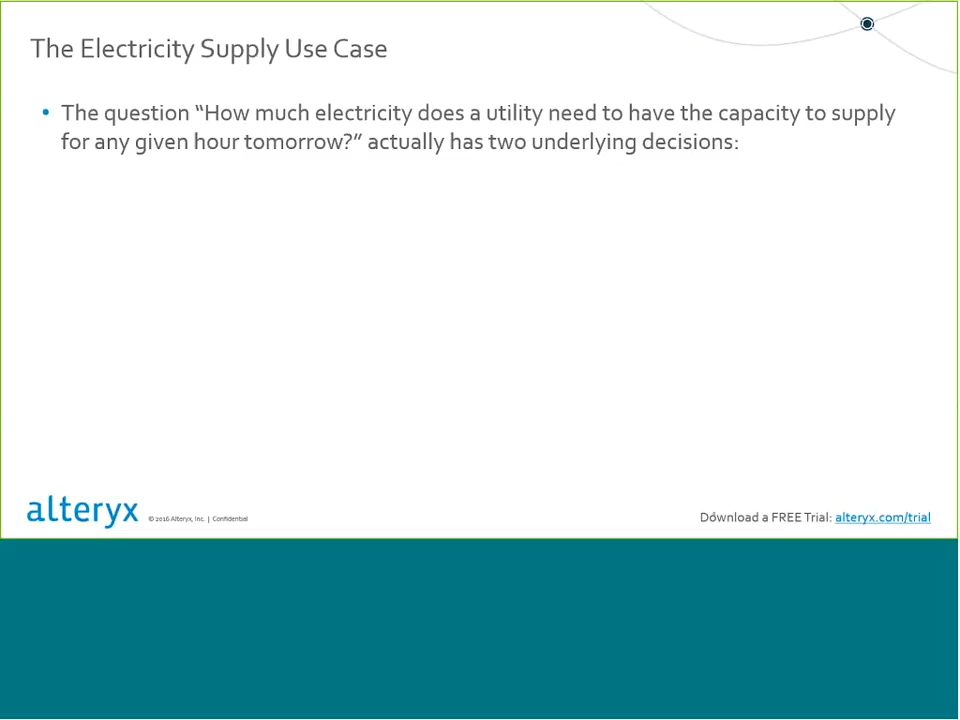 The Electricity Supply Use Case
• The question “How much electricity does a utility need to have the capacity to supply
for any given hour tomorrow?” actually has two underlying decisions:
alteryx
© 2016 Alteryx, Inc. | Confidential
Download a FREE Trial: alteryx.com/trial